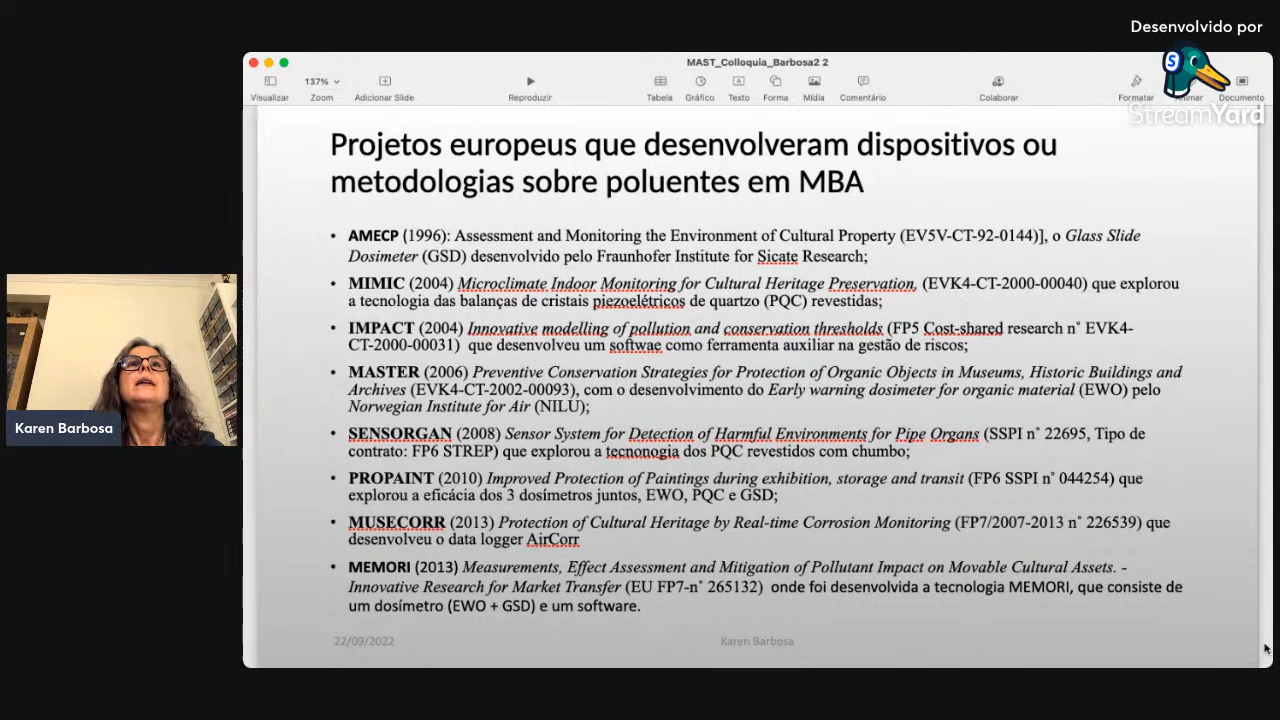 Desenvolvido por
S
StreamYard
MAST_Colloquia_Barbosa2 2
137%
Visualizar
Zoom
Adicionar Slide
Reproduzir
Tabela
Gráfico
Texto
Forma
Mídia
Comentário
Colaborar
Formatar
Animar
Documento
Projetos europeus que desenvolveram dispositivos ou
metodologias sobre poluentes em MBA
• AMECP (1996): Assessment and Monitoring the Environment of Cultural Property (EV5V-CT-92-0144)], o Glass Slide
Dosimeter (GSD) desenvolvido pelo Fraunhofer Institute for Sicate Research;
• MIMIC (2004) Microclimate Indoor Monitoring for Cultural Heritage Preservation, (EVK4-CT-2000-00040) que explorou
a tecnologia das balanças de cristais piezoelétricos de quartzo (PQC) revestidas;
• IMPACT (2004) Innovative modelling of pollution and conservation thresholds (FP5 Cost-shared research n° EVK4-
CT-2000-00031) que desenvolveu um softwae como ferramenta auxiliar na gestão de riscos;
• MASTER (2006) Preventive Conservation Strategies for Protection of Organic Objects in Museums, Historic Buildings and
Archives (EVK4-CT-2002-00093), com o desenvolvimento do Early warning dosimeter for organic material (EWO) pelo
Norwegian Institute for Air (NILU);
• SENSORGAN (2008) Sensor System for Detection of Harmful Environments for Pipe Organs (SSPI n° 22695, Tipo de
contrato: FP6 STREP) que explorou a tecnonogia dos PQC revestidos com chumbo;
• PROPAINT (2010) Improved Protection of Paintings during exhibition, storage and transit (FP6 SSPI n° 044254) que
explorou a eficácia dos 3 dosímetros juntos, EWO, PQC e GSD;
• MUSECORR (2013) Protection of Cultural Heritage by Real-time Corrosion Monitoring (FP7/2007-2013 n° 226539) que
desenvolveu o data logger AirCorr
• MEMORI (2013) Measurements, Effect Assessment and Mitigation of Pollutant Impact on Movable Cultural Assets. -
Innovative Research for Market Transfer (EU FP7-n° 265132) onde foi desenvolvida a tecnologia MEMORI, que consiste de
um dosímetro (EWO + GSD) e um software.
22/09/2022
Karen Barbosa
Karen Barbosa